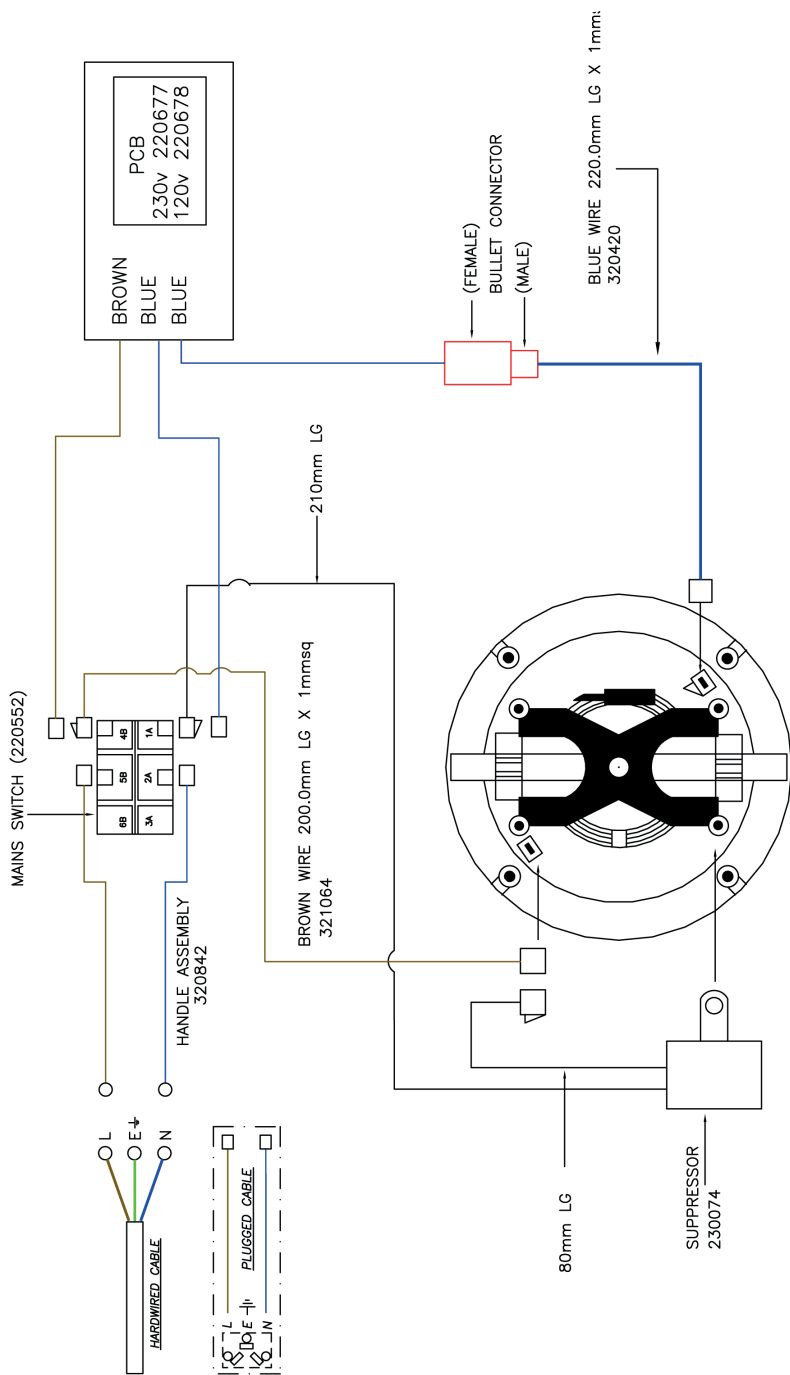 MAINS SWITCH (220552)
PCB
230v 220677
120v 220678
BROWN
BLUE
BLUE
4B
5B
6B
1A
2A
3A
L
E
N
HARDWIRED CABLE
HANDLE ASSEMBLY
320842
L
E
N
PLUGGED CABLE
BROWN WIRE 200.0mm LG X 1mmsq
321064
210mm LG
(FEMALE)
BULLET CONNECTOR
(MALE)
BLUE WIRE 220.0mm LG X 1mms
320420
80mm LG
SUPPRESSOR
230074